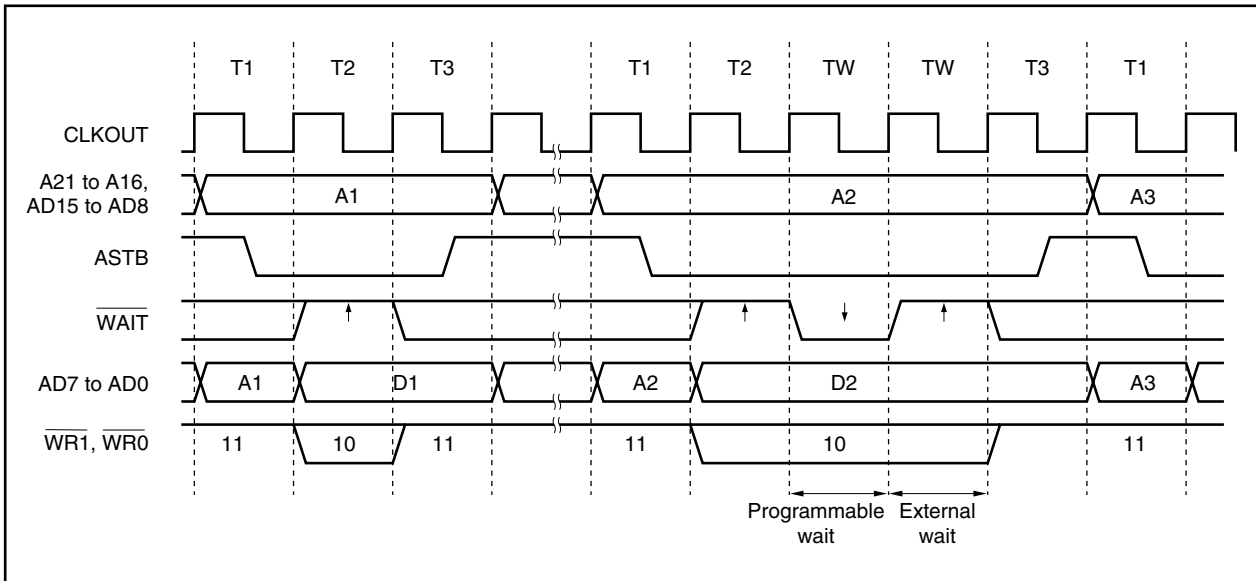 T1 T2 T3 T1 T2 TW TW T3 T1
CLKOUT
A21 to A16,
AD15 to AD8
A1 A2 A3
ASTB
WAIT
AD7 to AD0
A1 D1 A2 D2 A3
WR1, WR0
11 10 11 11 10 11
Programmable
wait
External
wait